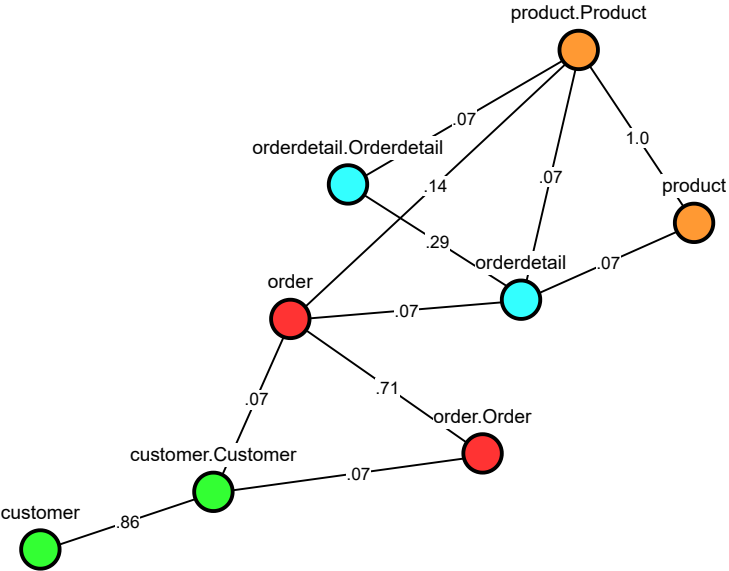 product.Product
.07
1.0
orderdetail.Orderdetail
.14
.07
product
.29
orderdetail
.07
order
.07
.71
.07
order.Order
customer.Customer
.07
customer
.86